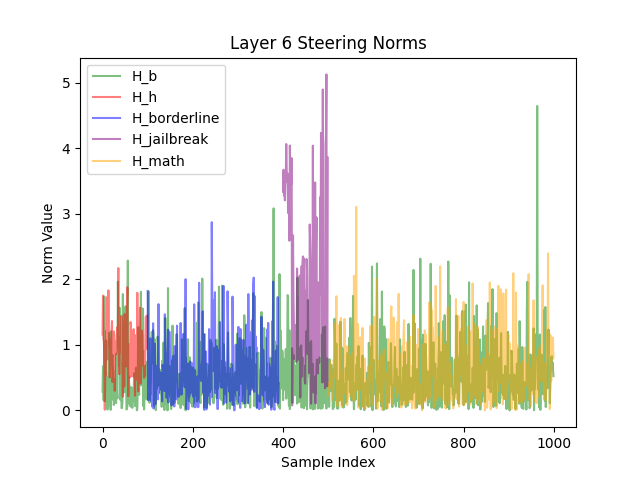 Layer 6 Steering Norms
H_b
H_h
H_borderline
H_jailbreak
H_math
Norm Value
5
4
3
2
1
0
0 200 400 600 800 1000
Sample Index